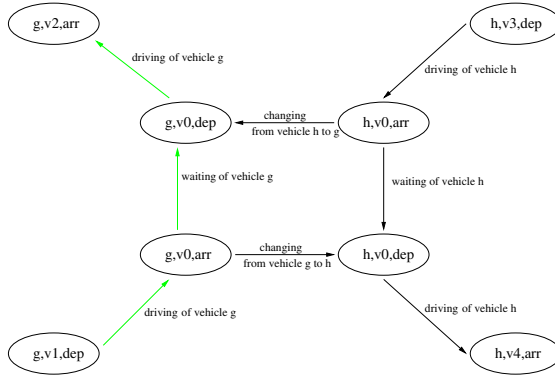 g,v2,arr
h,v3,dep
driving of vehicle g
driving of vehicle h
g,v0,dep
changing
from vehicle h to g
h,v0,arr
waiting of vehicle g
waiting of vehicle h
g,v0,arr
changing
from vehicle g to h
h,v0,dep
driving of vehicle g
driving of vehicle h
g,v1,dep
h,v4,arr